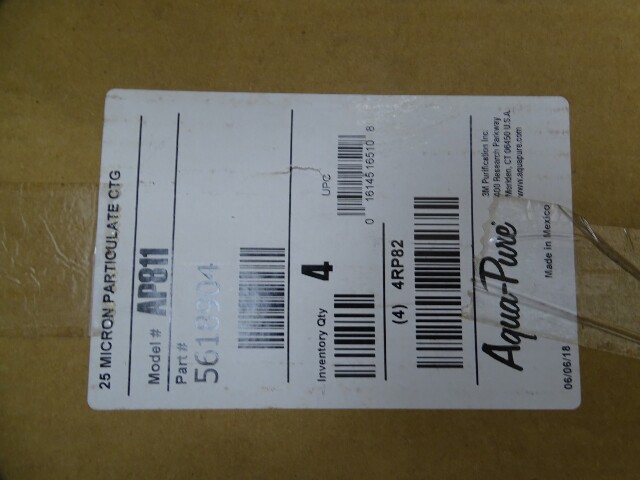 25 MICRON PARTICULATE CTG
Model # AP811
Part #
5618904
Inventory Qty 4
UPC
0 16145 16510 8
(4) 4RP82
Aqua-Pure
3M Purification Inc.
400 Research Parkway
Meriden, CT 06450 U.S.A.
www.aquapure.com
Made in Mexico
06/06/18